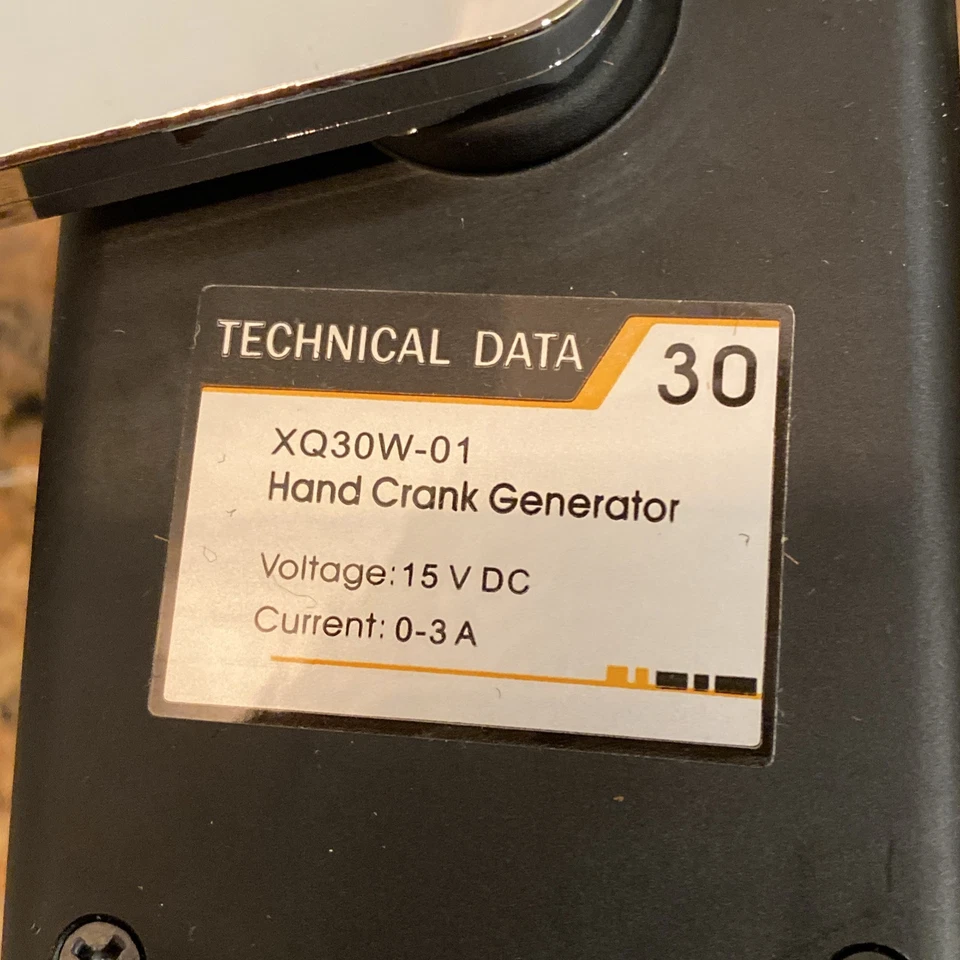 TECHNICAL DATA
30
XQ30W-01
Hand Crank Generator
Voltage: 15 V DC
Current: 0-3 A